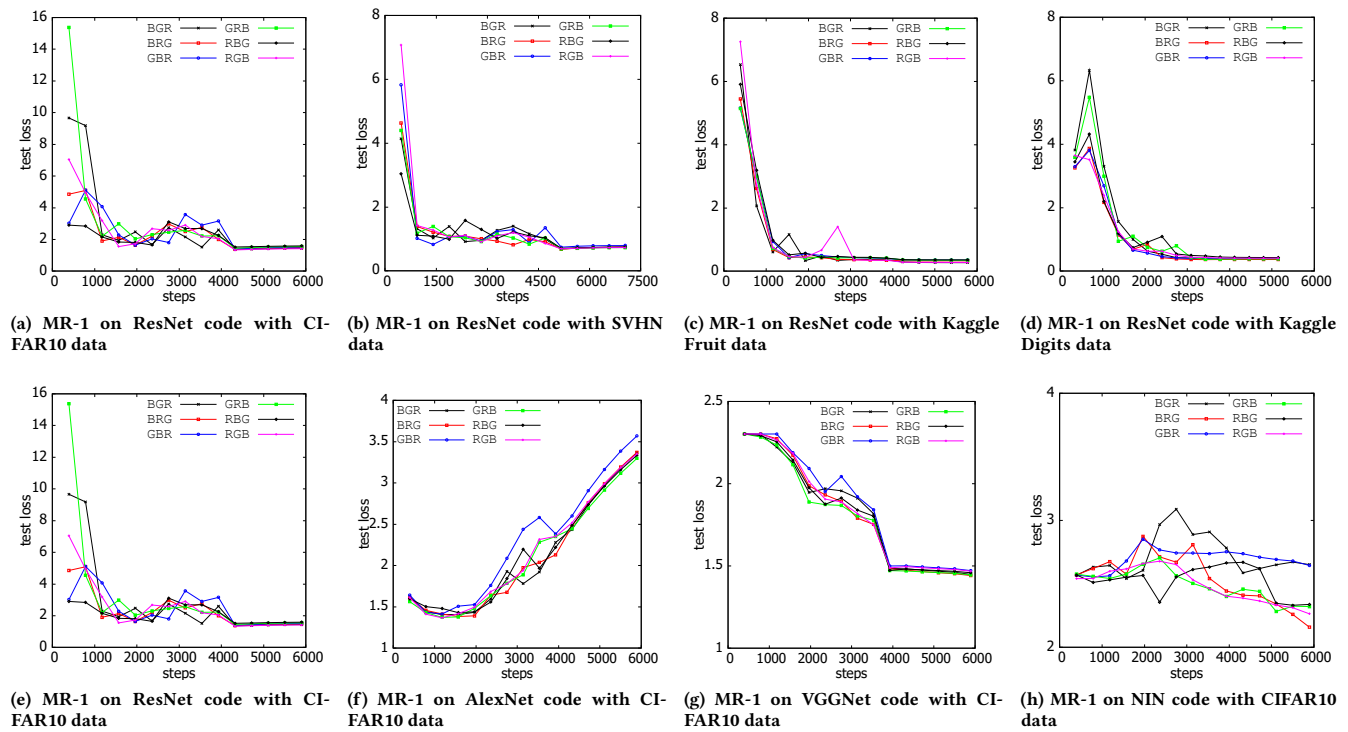 16
14
12
10
8
6
4
2
0
test loss
BGR GRB
BRG RBG
GBR RGB
0 1000 2000 3000 4000 5000 6000
steps
(a) MR-1 on ResNet code with CI-
FAR10 data
8
6
4
2
0
test loss
BGR GRB
BRG RBG
GBR RGB
0 1500 3000 4500 6000 7500
steps
(b) MR-1 on ResNet code with SVHN
data
8
6
4
2
0
test loss
BGR GRB
BRG RBG
GBR RGB
0 1000 2000 3000 4000 5000 6000
steps
(c) MR-1 on ResNet code with Kaggle
Fruit data
8
6
4
2
0
test loss
BGR GRB
BRG RBG
GBR RGB
0 1000 2000 3000 4000 5000 6000
steps
(d) MR-1 on ResNet code with Kaggle
Digits data
16
14
12
10
8
6
4
2
0
test loss
BGR GRB
BRG RBG
GBR RGB
0 1000 2000 3000 4000 5000 6000
steps
(e) MR-1 on ResNet code with CI-
FAR10 data
4
3.5
3
2.5
2
1.5
1
test loss
BGR GRB
BRG RBG
GBR RGB
0 1000 2000 3000 4000 5000 6000
steps
(f) MR-1 on AlexNet code with CI-
FAR10 data
2.5
2
1.5
1
test loss
BGR GRB
BRG RBG
GBR RGB
0 1000 2000 3000 4000 5000 6000
steps
(g) MR-1 on VGGNet code with CI-
FAR10 data
4
3
2
test loss
BGR GRB
BRG RBG
GBR RGB
0 1000 2000 3000 4000 5000 6000
steps
(h) MR-1 on NIN code with CIFAR10
data